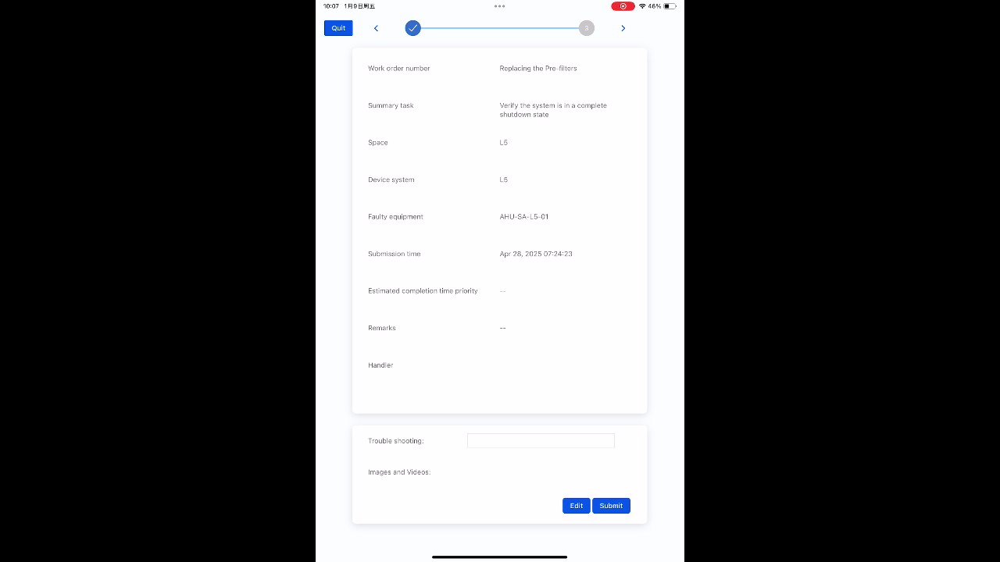 10:07 1月9日周五 46%
Quit 3
Work order number Replacing the Pre-filters
Summary task Verify the system is in a complete
shutdown state
Space L5
Device system L5
Faulty equipment AHU-SA-L5-01
Submission time Apr 28, 2025 07:24:23
Estimated completion time priority --
Remarks --
Handler
Trouble shooting:
Images and Videos:
Edit Submit